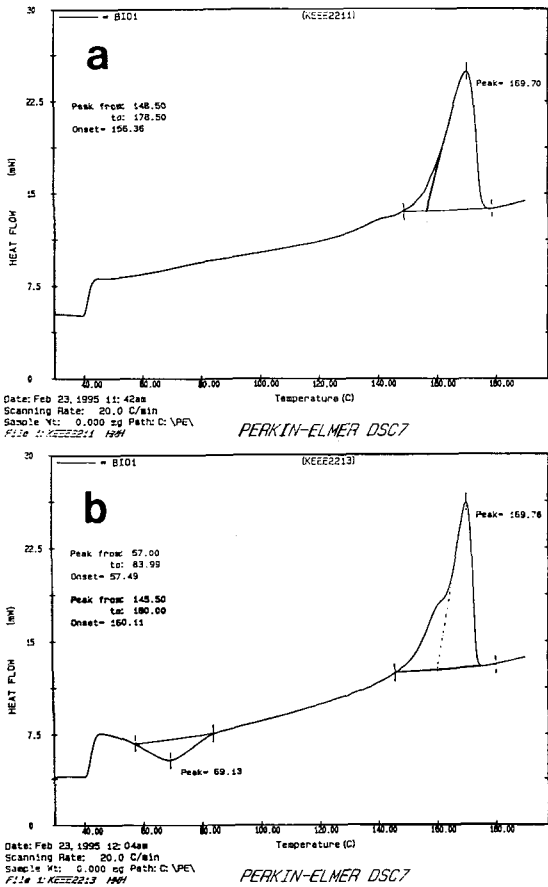 30
= BIO1
a
22.5
Peak from: 148.50
to: 178.50
Onset= 156.36
Peak= 169.70
15
HEAT FLOW (mW)
7.5
0
40.00 60.00 80.00 100.00 120.00 140.00 160.00 180.00
Temperature (C)
Date: Feb 23, 1995 11:42am
Scanning Rate: 20.0 C/min
Sample Wt: 0.000 mg Path: C:\PE\
PERKIN-ELMER DSC7
30
= BIO1
b
22.5
Peak from: 57.00
to: 83.99
Onset= 57.49
Peak from: 145.50
to: 180.00
Onset= 160.11
Peak= 169.76
15
HEAT FLOW (mW)
7.5
Peak= 69.13
0
40.00 60.00 80.00 100.00 120.00 140.00 160.00 180.00
Temperature (C)
Date: Feb 23, 1995 12:04am
Scanning Rate: 20.0 C/min
Sample Wt: 0.000 mg Path: C:\PE\
PERKIN-ELMER DSC7